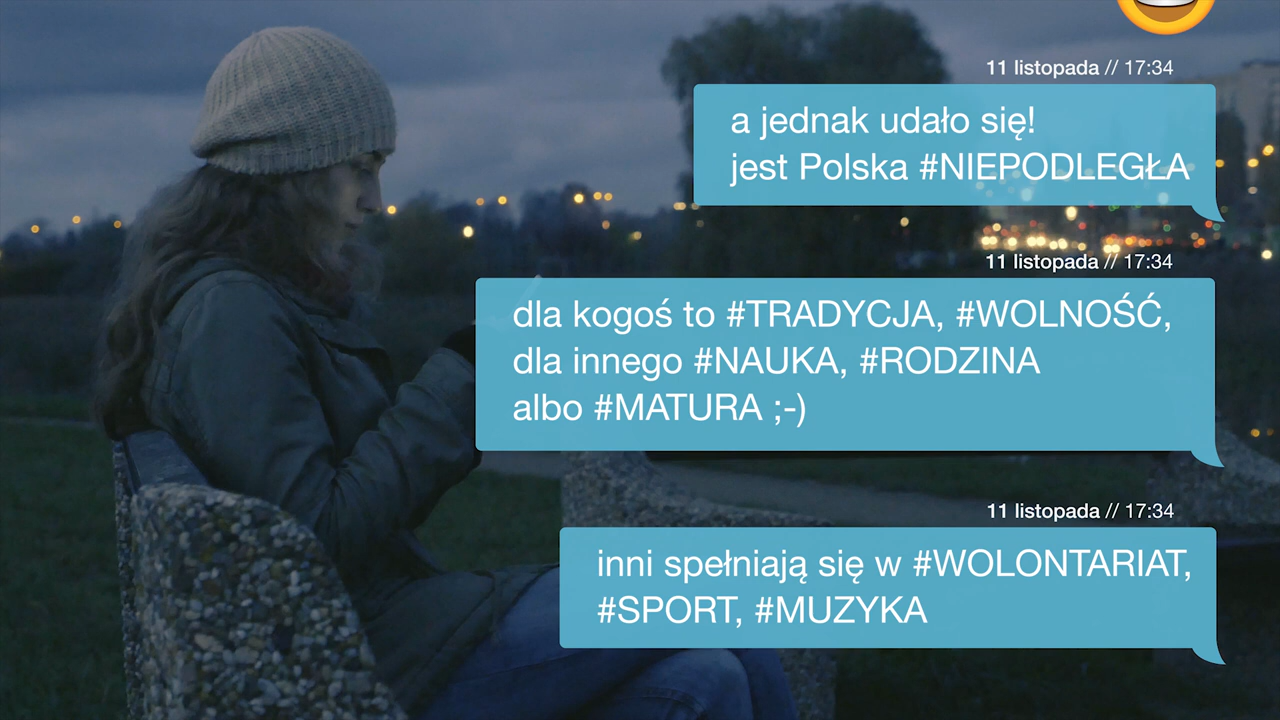 11 listopada // 17:34
a jednak udało się!
jest Polska #NIEPODLEGŁA
11 listopada // 17:34
dla kogoś to #TRADYCJA, #WOLNOŚĆ,
dla innego #NAUKA, #RODZINA
albo #MATURA ;-)
11 listopada // 17:34
inni spełniają się w #WOLONTARIAT,
#SPORT, #MUZYKA